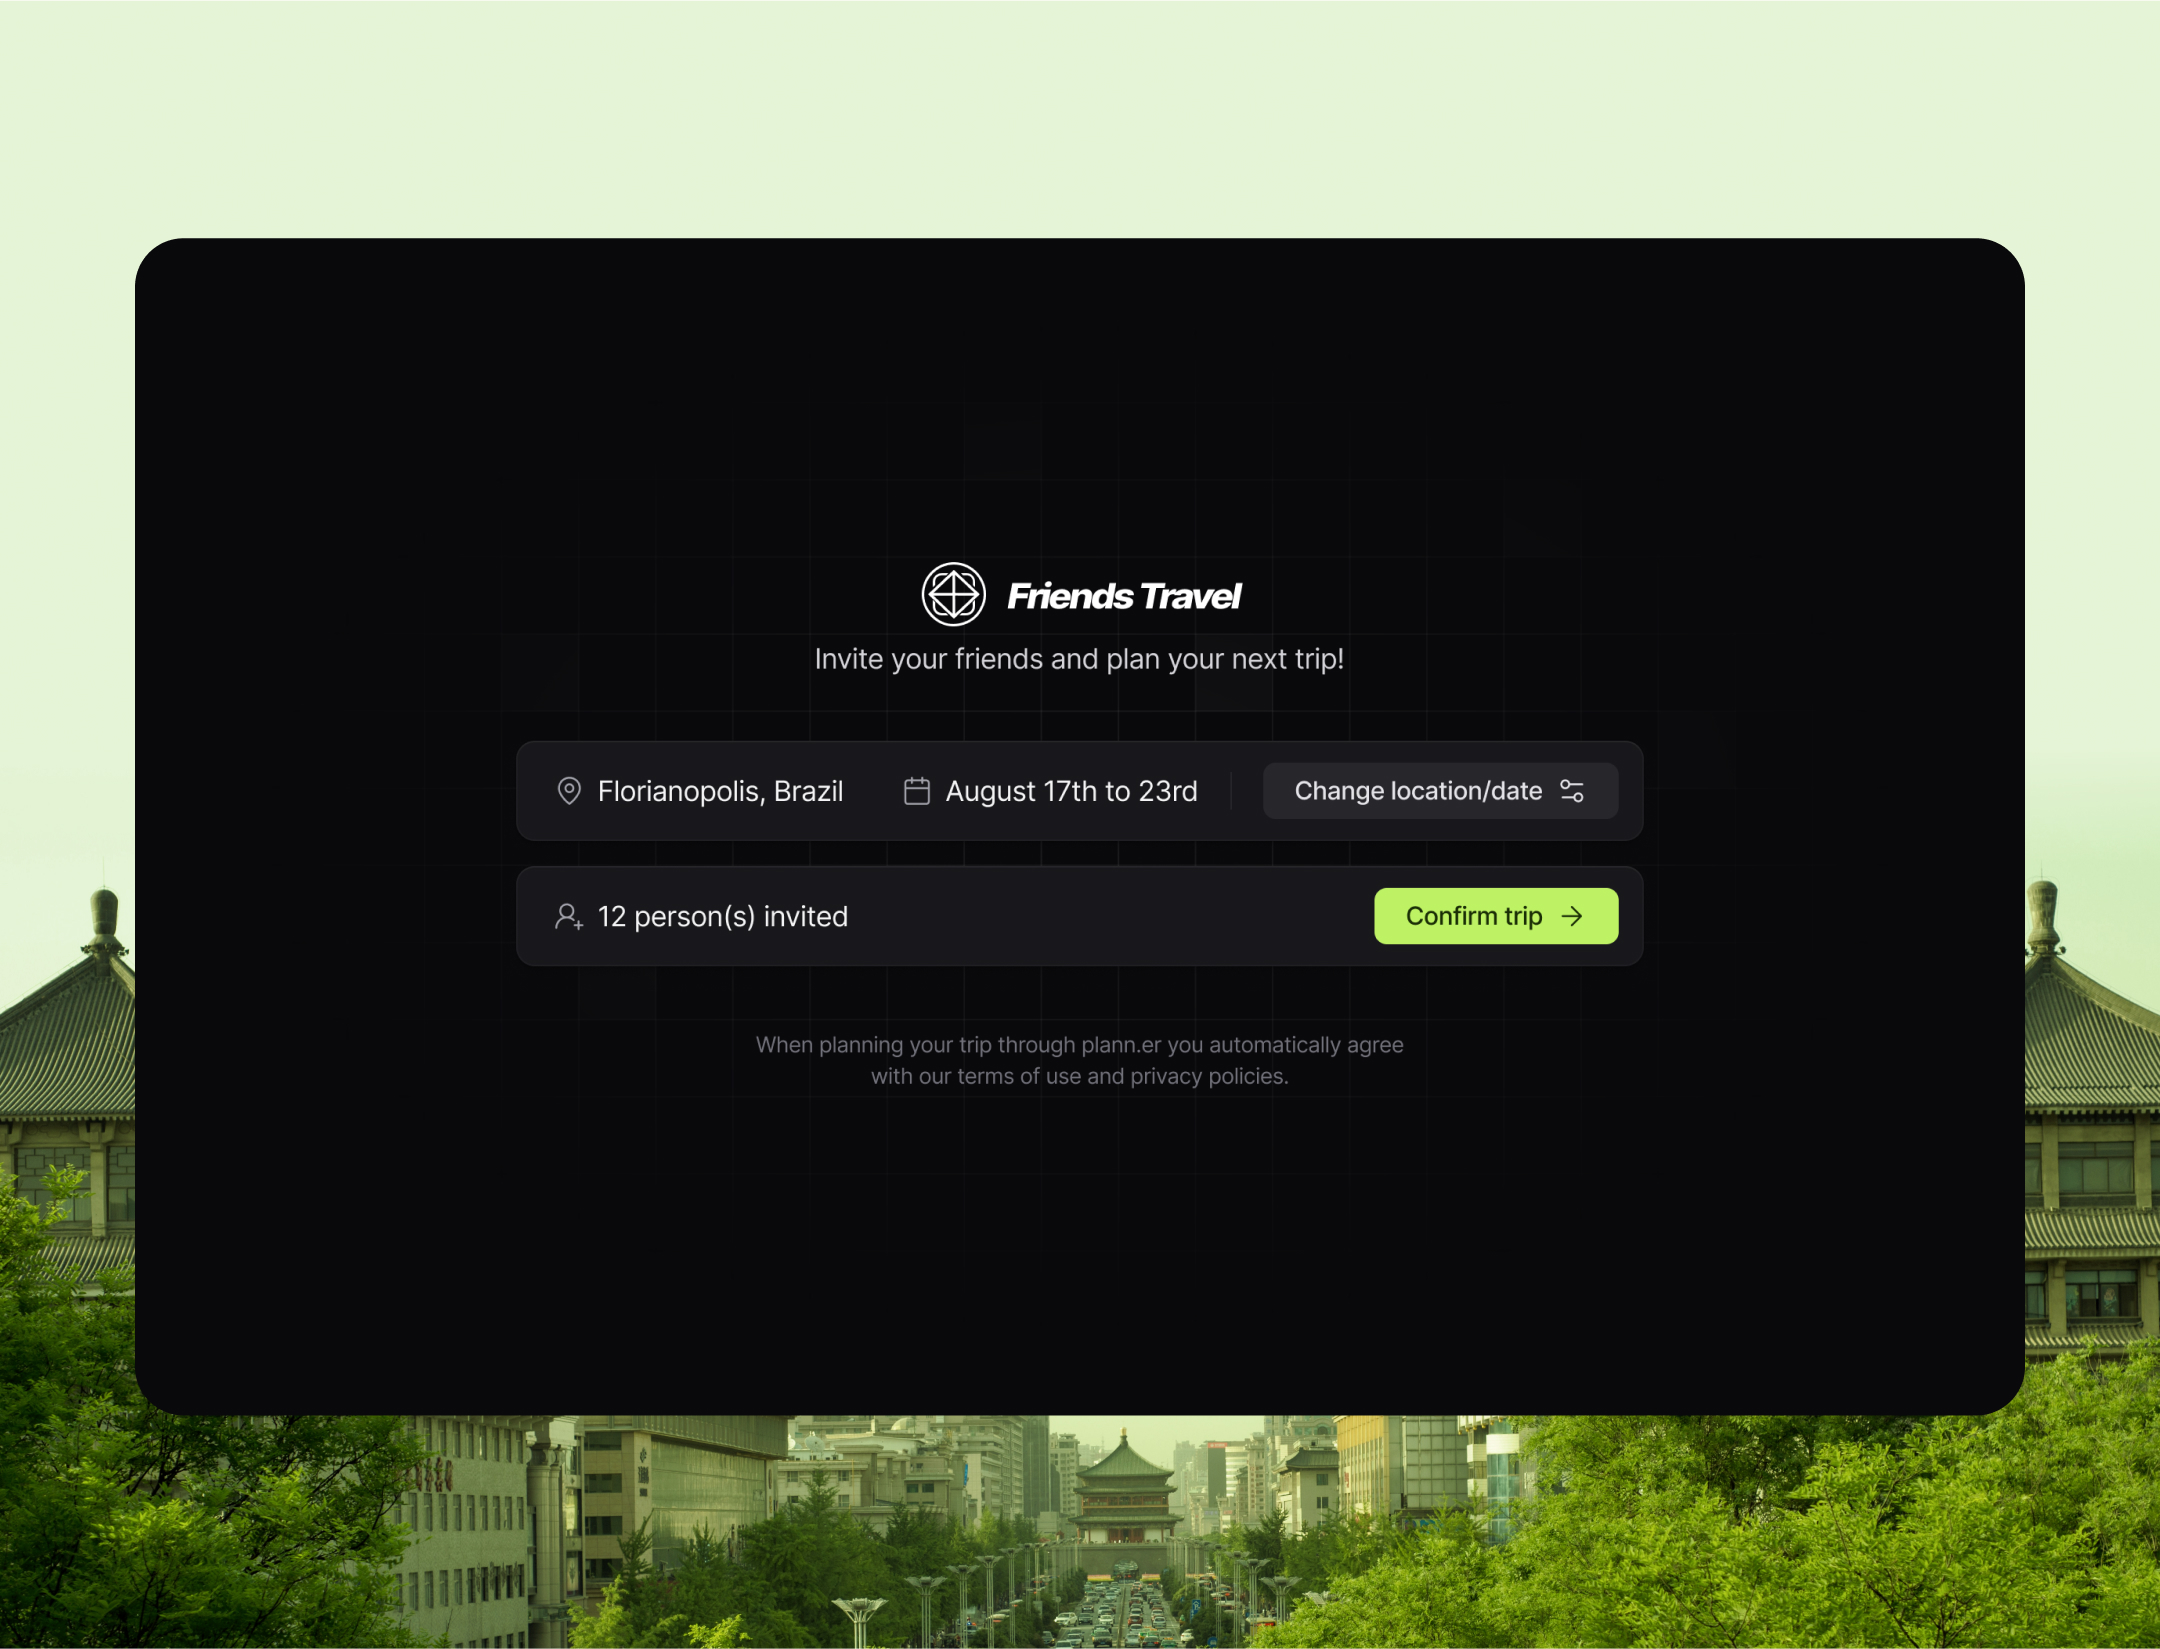 Friends Travel
Invite your friends and plan your next trip!
Florianopolis, Brazil
August 17th to 23rd
Change location/date
12 person(s) invited
Confirm trip
When planning your trip through plann.er you automatically agree
with our terms of use and privacy policies.